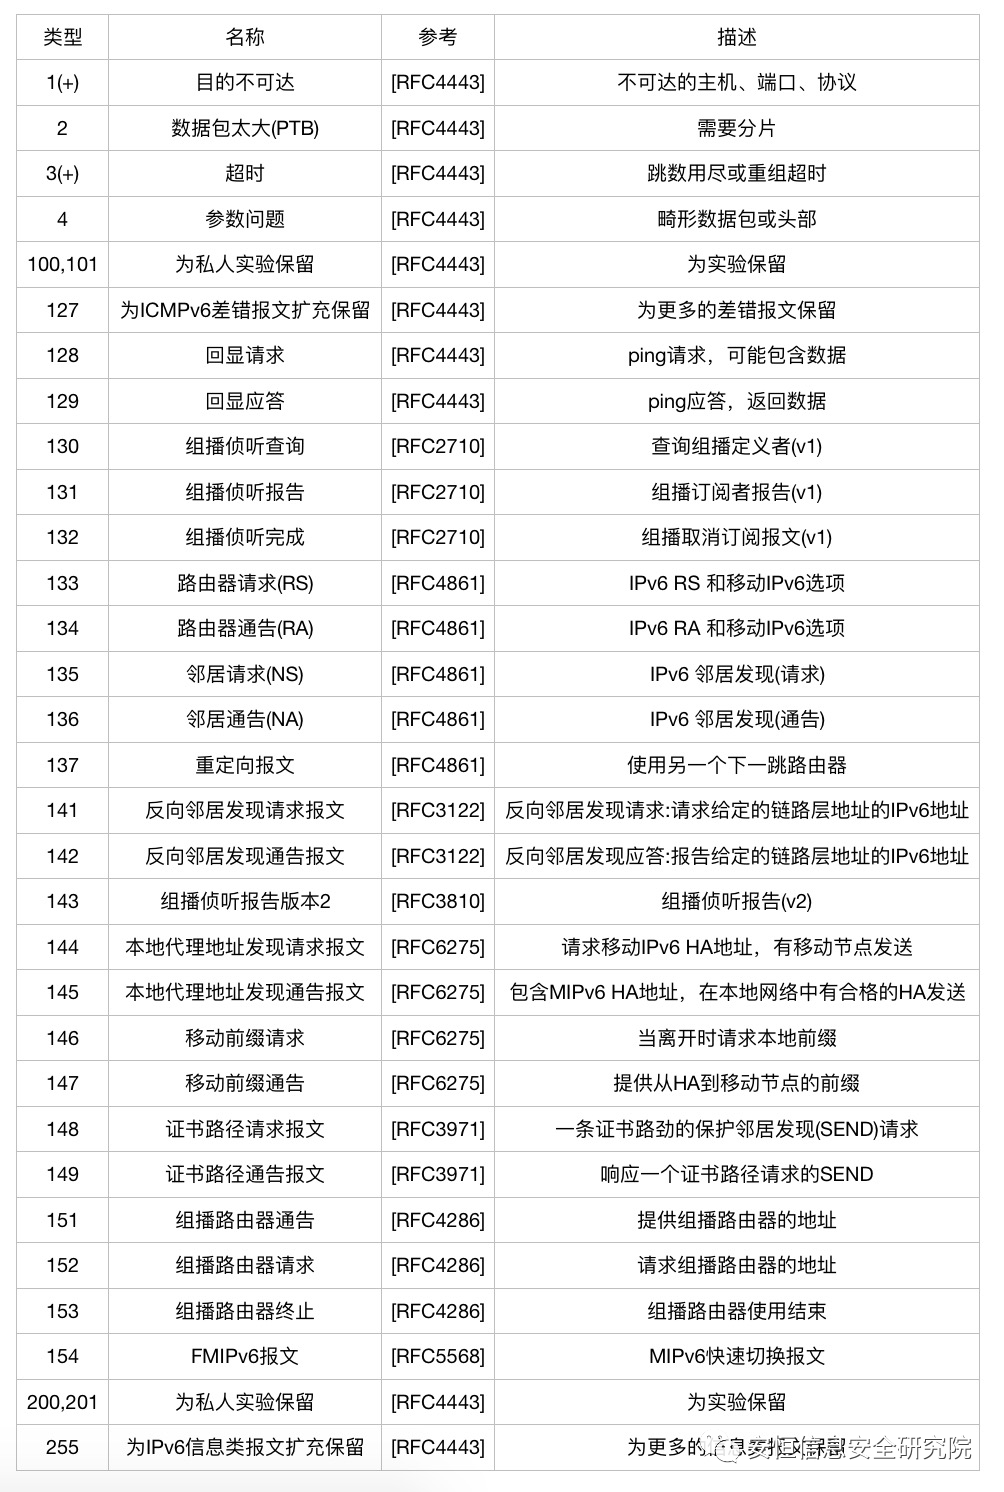 类型 名称 参考 描述
1(+) 目的不可达 [RFC4443] 不可达的主机、端口、协议
2 数据包太大(PTB) [RFC4443] 需要分片
3(+) 超时 [RFC4443] 跳数用尽或重组超时
4 参数问题 [RFC4443] 畸形数据包或头部
100,101 为私人实验保留 [RFC4443] 为实验保留
127 为ICMPv6差错报文扩充保留 [RFC4443] 为更多的差错报文保留
128 回显请求 [RFC4443] ping请求，可能包含数据
129 回显应答 [RFC4443] ping应答，返回数据
130 组播侦听查询 [RFC2710] 查询组播定义者(v1)
131 组播侦听报告 [RFC2710] 组播订阅者报告(v1)
132 组播侦听完成 [RFC2710] 组播取消订阅报文(v1)
133 路由器请求(RS) [RFC4861] IPv6 RS 和移动IPv6选项
134 路由器通告(RA) [RFC4861] IPv6 RA 和移动IPv6选项
135 邻居请求(NS) [RFC4861] IPv6 邻居发现(请求)
136 邻居通告(NA) [RFC4861] IPv6 邻居发现(通告)
137 重定向报文 [RFC4861] 使用另一个下一跳路由器
141 反向邻居发现请求报文 [RFC3122] 反向邻居发现请求:请求给定的链路层地址的IPv6地址
142 反向邻居发现通告报文 [RFC3122] 反向邻居发现应答:报告给定的链路层地址的IPv6地址
143 组播侦听报告版本2 [RFC3810] 组播侦听报告(v2)
144 本地代理地址发现请求报文 [RFC6275] 请求移动IPv6 HA地址，有移动节点发送
145 本地代理地址发现通告报文 [RFC6275] 包含MIPv6 HA地址，在本地网络中有合格的HA发送
146 移动前缀请求 [RFC6275] 当离开时请求本地前缀
147 移动前缀通告 [RFC6275] 提供从HA到移动节点的前缀
148 证书路径请求报文 [RFC3971] 一条证书路劲的保护邻居发现(SEND)请求
149 证书路径通告报文 [RFC3971] 响应一个证书路径请求的SEND
151 组播路由器通告 [RFC4286] 提供组播路由器的地址
152 组播路由器请求 [RFC4286] 请求组播路由器的地址
153 组播路由器终止 [RFC4286] 组播路由器使用结束
154 FMIPv6报文 [RFC5568] MIPv6快速切换报文
200,201 为私人实验保留 [RFC4443] 为实验保留
255 为IPv6信息类报文扩充保留 [RFC4443] 为更多的信息类报文保留
安恒信息安全研究院